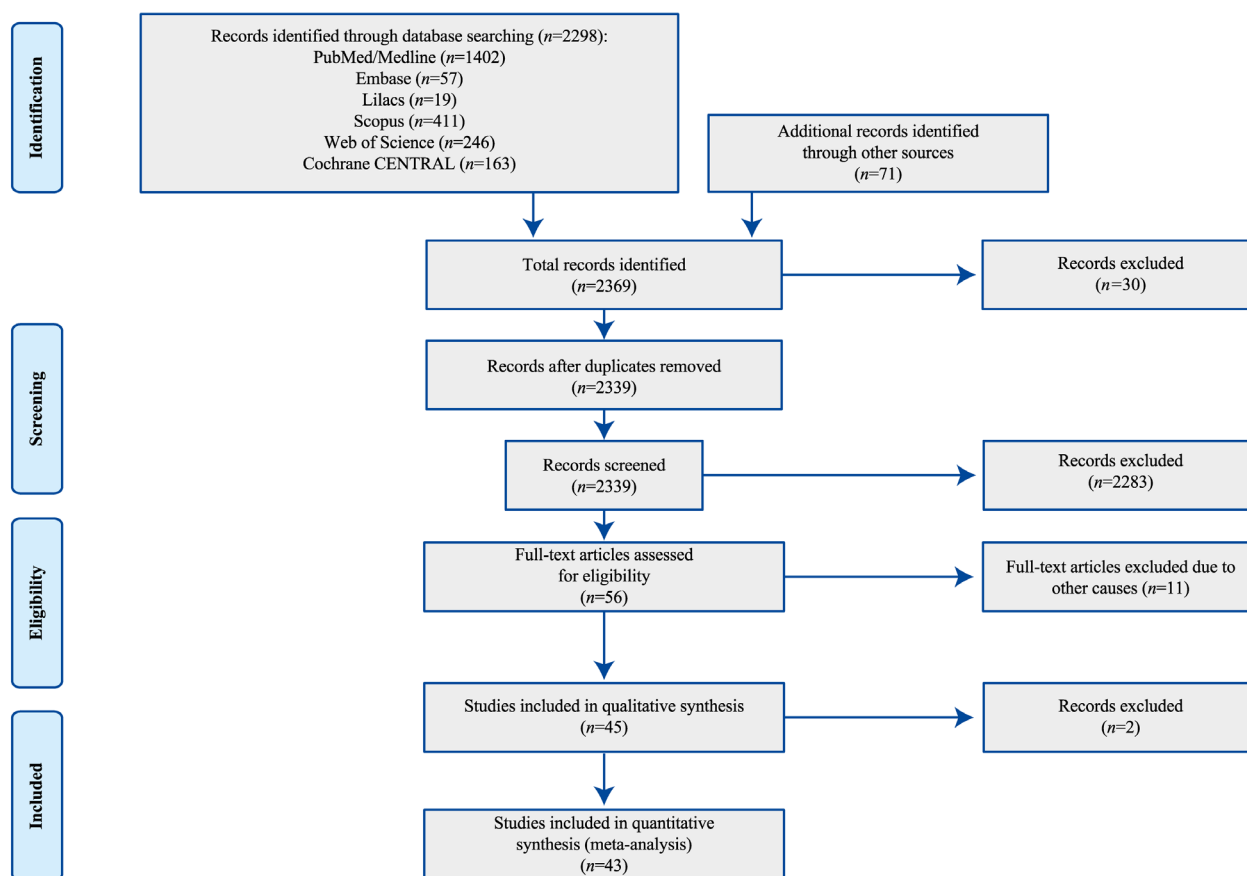 Identification
Records identified through database searching (n=2298):
PubMed/Medline (n=1402)
Embase (n=57)
Lilacs (n=19)
Scopus (n=411)
Web of Science (n=246)
Cochrane CENTRAL (n=163)
Additional records identified
through other sources
(n=71)
Total records identified
(n=2369)
Records excluded
(n=30)
Screening
Records after duplicates removed
(n=2339)
Records screened
(n=2339)
Records excluded
(n=2283)
Eligibility
Full-text articles assessed
for eligibility
(n=56)
Full-text articles excluded due to
other causes (n=11)
Studies included in qualitative synthesis
(n=45)
Records excluded
(n=2)
Included
Studies included in quantitative
synthesis (meta-analysis)
(n=43)